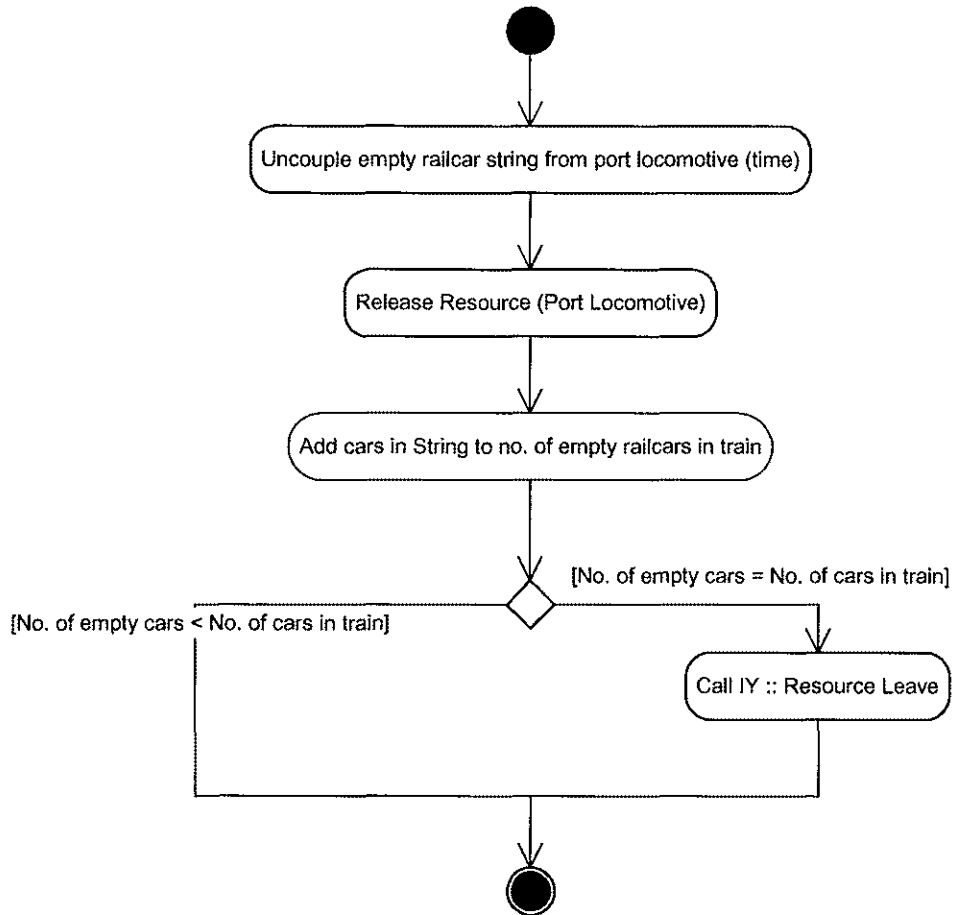 Uncouple empty railcar string from port locomotive (time)
Release Resource (Port Locomotive)
Add cars in String to no. of empty railcars in train
[No. of empty cars = No. of cars in train]
[No. of empty cars < No. of cars in train]
Call IY :: Resource Leave